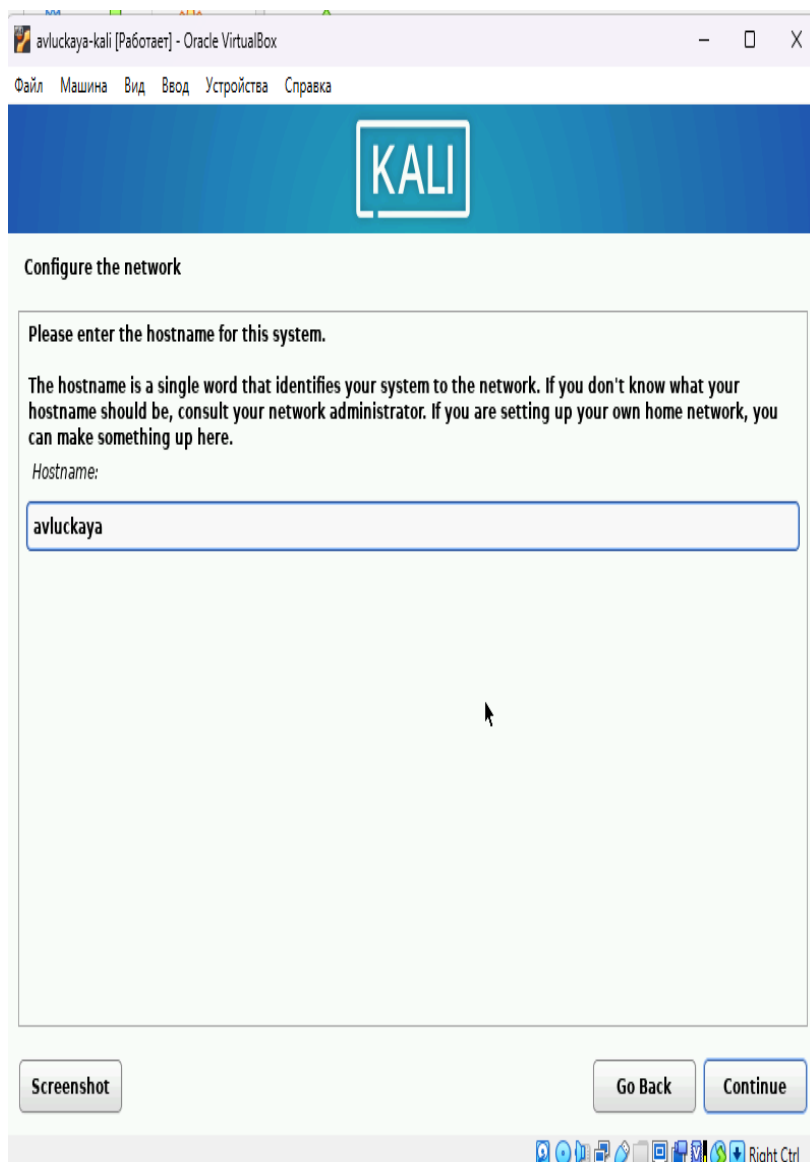 avluckaya-kali [Работает] - Oracle VirtualBox
Файл Машина Вид Ввод Устройства Справка
KALI
Configure the network
Please enter the hostname for this system.
The hostname is a single word that identifies your system to the network. If you don't know what your
hostname should be, consult your network administrator. If you are setting up your own home network, you
can make something up here.
Hostname:
avluckaya
Screenshot Go Back Continue
Right Ctrl